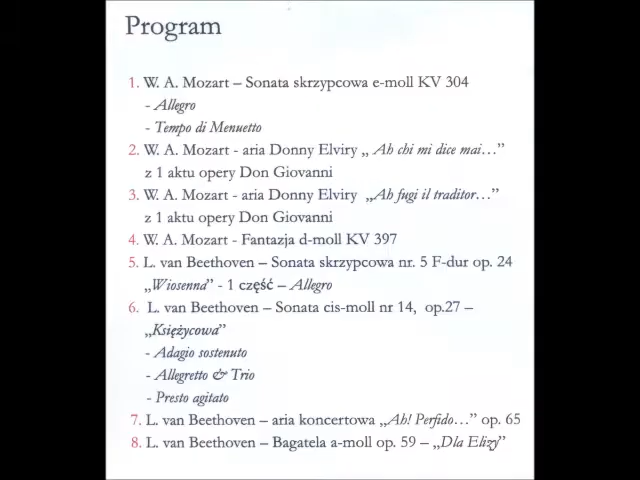 Program
1. W. A. Mozart – Sonata skrzypcowa e-moll KV 304
- Allegro
- Tempo di Menuetto
2. W. A. Mozart - aria Donny Elviry „ Ah chi mi dice mai…”
z 1 aktu opery Don Giovanni
3. W. A. Mozart - aria Donny Elviry „Ah fugi il traditor…”
z 1 aktu opery Don Giovanni
4. W. A. Mozart - Fantazja d-moll KV 397
5. L. van Beethoven – Sonata skrzypcowa nr. 5 F-dur op. 24
„Wiosenna” - 1 część – Allegro
6. L. van Beethoven – Sonata cis-moll nr 14, op.27 –
„Księżycowa”
- Adagio sostenuto
- Allegretto & Trio
- Presto agitato
7. L. van Beethoven – aria koncertowa „Ah! Perfido…” op. 65
8. L. van Beethoven – Bagatela a-moll op. 59 – „Dla Elizy”